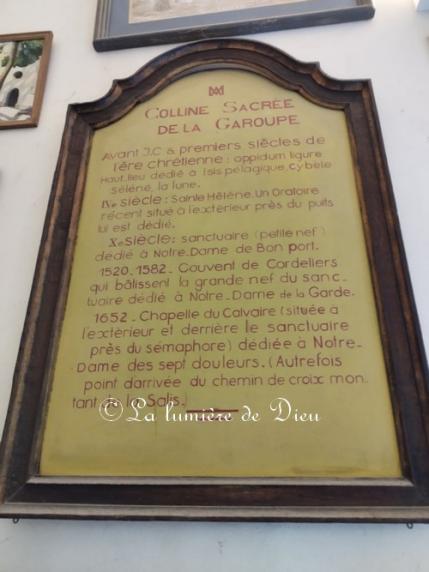 Colline Sacrée
de la Garoupe
Avant J.C & premiers siècles de
l'ère chrétienne : oppidum ligure
Haut-lieu dédié à Isis pélagique, Cybèle
séléné, la lune.
IVe siècle : Sainte Hélène. Un Oratoire
récent situé à l'extérieur près du puits
lui est dédié.
Xe siècle : sanctuaire (petite nef)
dédié à Notre-Dame de Bon port.
1520-1582-Couvent de Cordeliers
qui bâtissent la grande nef du sanc-
tuaire dédié à Notre-Dame de la Garde.
1652-Chapelle du Calvaire (située à
l'extérieur et derrière le sanctuaire
près du sémaphore) dédiée à Notre-
Dame des sept douleurs. (Autrefois
point d'arrivée du chemin de croix mon-
tant de la Salis.)
©La lumière de Dieu